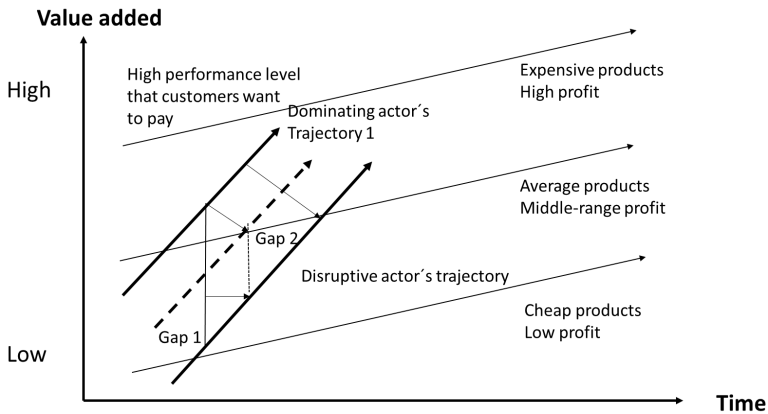 Value added
High
High performance level
that customers want
to pay
Expensive products
High profit
Dominating actor´s
Trajectory 1
Average products
Middle-range profit
Gap 2
Disruptive actor´s trajectory
Cheap products
Low profit
Gap 1
Low
Time